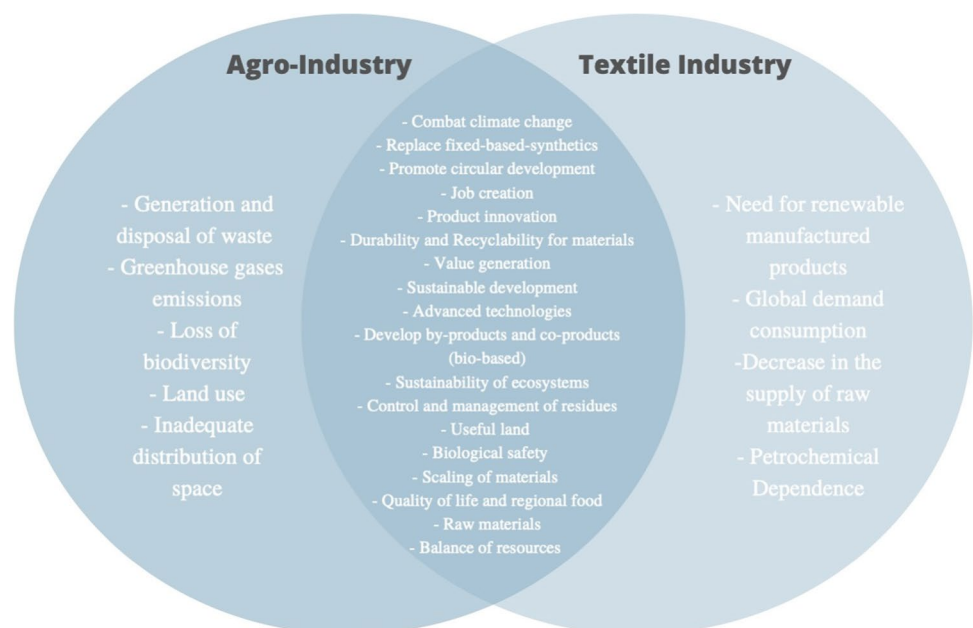 Agro-Industry
Textile Industry
- Generation and
disposal of waste
- Greenhouse gases
emissions
- Loss of
biodiversity
- Land use
- Inadequate
distribution of
space
- Combat climate change
- Replace fixed-based-synthetics
- Promote circular development
- Job creation
- Product innovation
- Durability and Recyclability for materials
- Value generation
- Sustainable development
- Advanced technologies
- Develop by-products and co-products
(bio-based)
- Sustainability of ecosystems
- Control and management of residues
- Useful land
- Biological safety
- Scaling of materials
- Quality of life and regional food
- Raw materials
- Balance of resources
- Need for renewable
manufactured
products
- Global demand
consumption
-Decrease in the
supply of raw
materials
- Petrochemical
Dependence